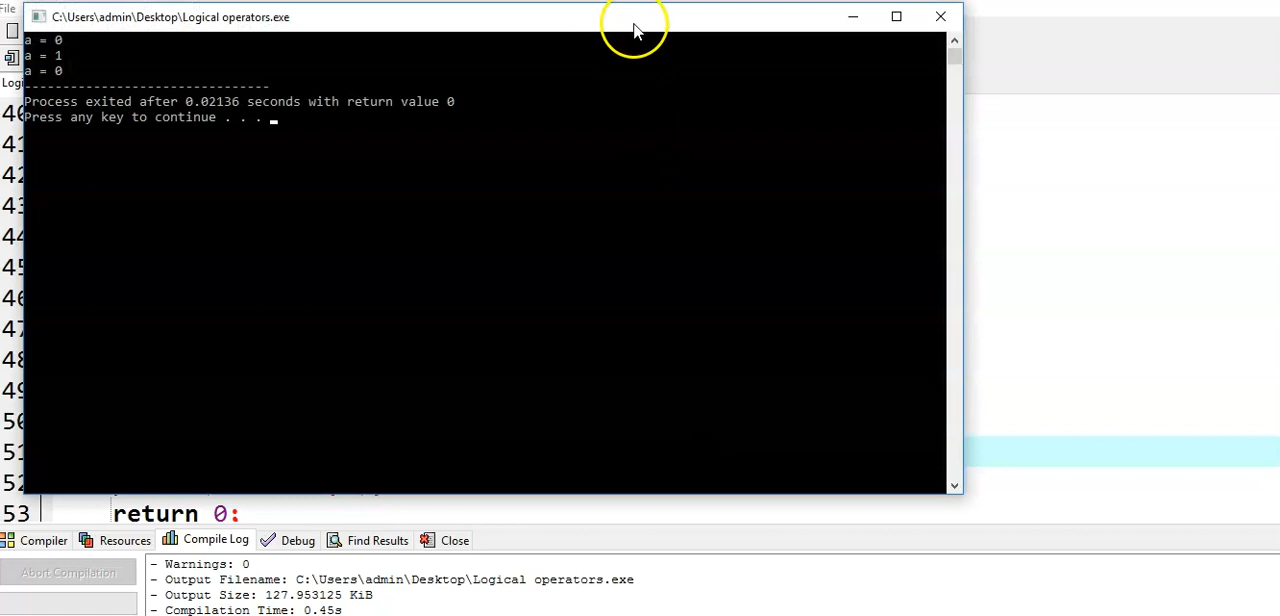 File
C:\Users\admin\Desktop\Logical operators.exe
a = 0
a = 1
a = 0
--------------------------------
Process exited after 0.02136 seconds with return value 0
Press any key to continue . . .
40
41
42
43
44
45
46
47
48
49
50
51
52
53 return 0;
Compiler Resources Compile Log Debug Find Results Close
Abort Compilation
- Warnings: 0
- Output Filename: C:\Users\admin\Desktop\Logical operators.exe
- Output Size: 127.953125 KiB
- Compilation Time: 0.45s